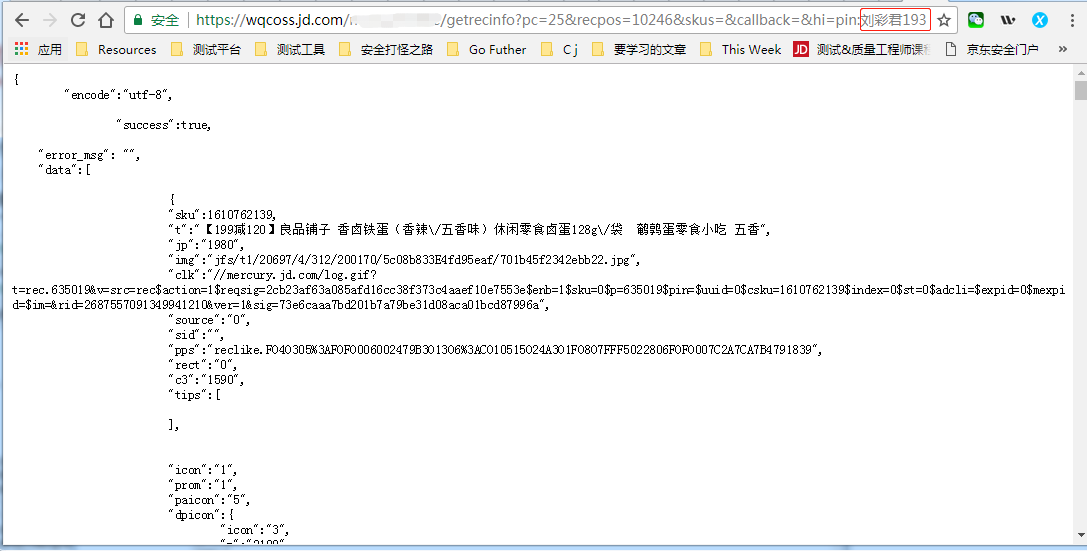 安全 https://wqcoss.jd.com/ /getrecinfo?pc=25&recpos=10246&skus=&callback=&hi=pin:刘彩君193
应用 Resources 测试平台 测试工具 安全打怪之路 Go Futher C j 要学习的文章 This Week JD 测试&质量工程师课程 京东安全门户 »
{
"encode":"utf-8",
"success":true,
"error_msg": "",
"data":[
{
"sku":1610762139,
"t":"【199减120】良品铺子 香卤铁蛋（香辣\/五香味）休闲零食卤蛋128g\/袋 鹌鹑蛋零食小吃 五香",
"jp":"1980",
"img":"jfs/t1/20697/4/312/200170/5c08b833E4fd95eaf/701b45f2342ebb22.jpg",
"clk":"//mercury.jd.com/log.gif?
t=rec.635019&v=src=rec$action=1$reqsig=2cb23af63a085afd16cc38f373c4aaef10e7553e$enb=1$sku=0$p=635019$pin=$uuid=0$csku=1610762139$index=0$st=0$adcli=$expid=0$mexpi
d=$im=&rid=2687557091349941210&ver=1&sig=73e6caaa7bd201b7a79be31d08aca01bcd87996a",
"source":"0",
"sid":"",
"pps":"reclike.FO4O305%3AFOFO006002479B3O1306%3ACO10515024A3O1FO807FFF5022806FOFO007C2A7CA7B4791839",
"rect":"0",
"c3":"1590",
"tips":[
],
"icon":"1",
"prom":"1",
"paicon":"5",
"dpicon":{
"icon":"3",